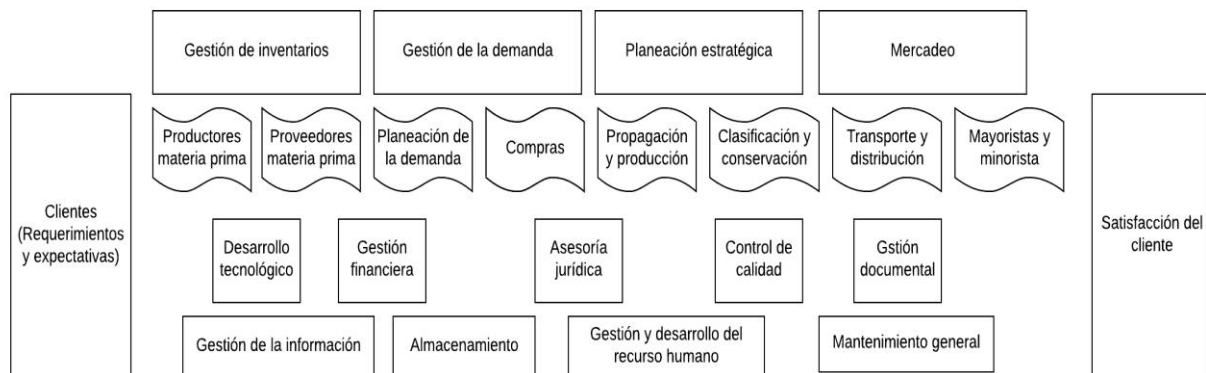 Gestión de inventarios
Gestión de la demanda
Planeación estratégica
Mercadeo
Clientes
(Requerimientos
y expectativas)
Productores
materia prima
Proveedores
materia prima
Planeación de
la demanda
Compras
Propagación
y producción
Clasificación y
conservación
Transporte y
distribución
Mayoristas y
minorista
Satisfacción del
cliente
Desarrollo
tecnológico
Gestión
financiera
Asesoría
jurídica
Control de
calidad
Gstión
documental
Gestión de la información
Almacenamiento
Gestión y desarrollo del
recurso humano
Mantenimiento general